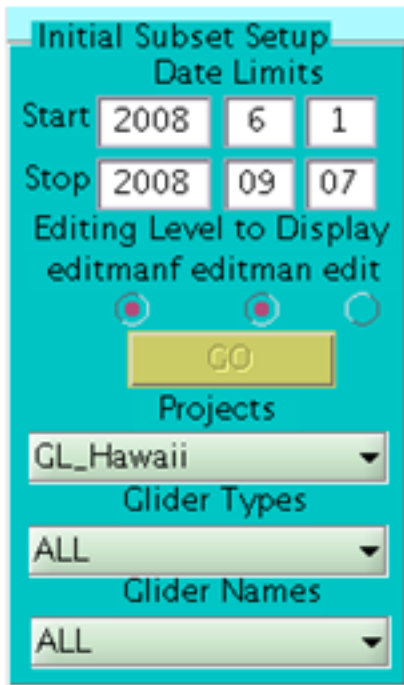 Initial Subset Setup
Date Limits
Start 2008 6 1
Stop 2008 09 07
Editing Level to Display
editmanf editman edit
GO
Projects
GL_Hawaii
Glider Types
ALL
Glider Names
ALL